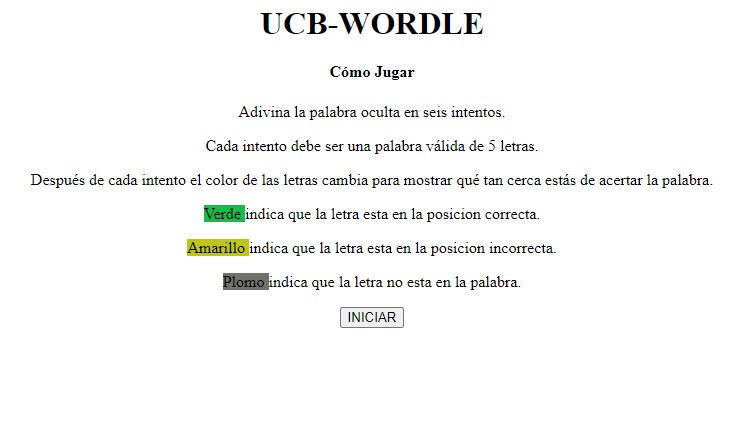 UCB-WORDLE
Cómo Jugar
Adivina la palabra oculta en seis intentos.
Cada intento debe ser una palabra válida de 5 letras.
Después de cada intento el color de las letras cambia para mostrar qué tan cerca estás de acertar la palabra.
Verde indica que la letra esta en la posicion correcta.
Amarillo indica que la letra esta en la posicion incorrecta.
Plomo indica que la letra no esta en la palabra.
INICIAR